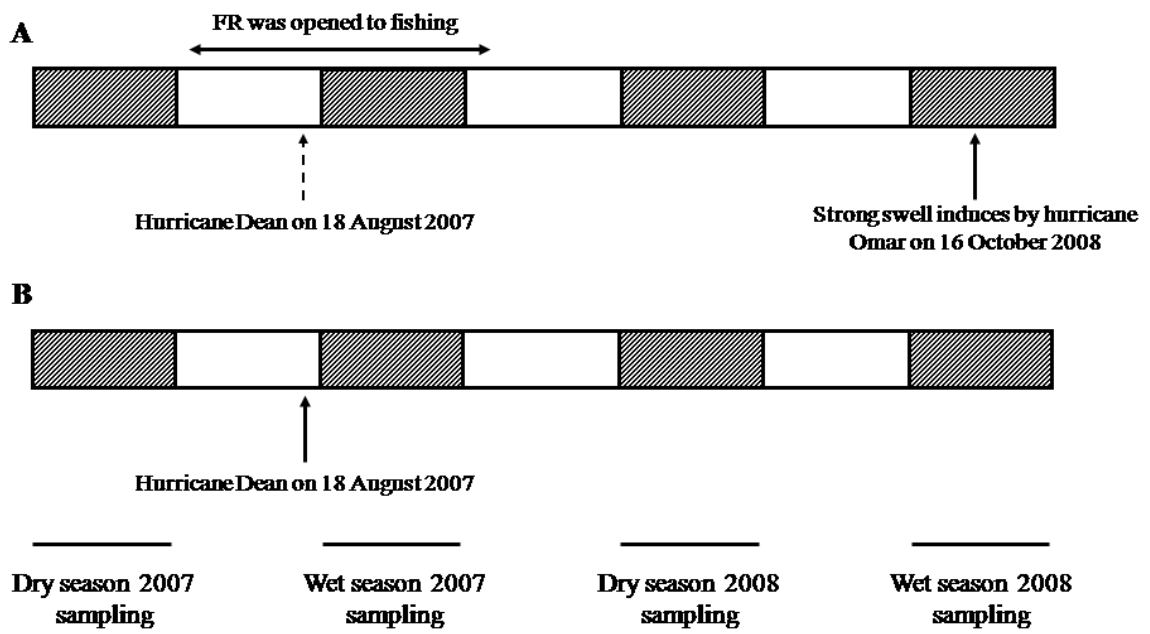 A
FR was opened to fishing
Hurricane Dean on 18 August 2007
Strong swell induces by hurricane
Omar on 16 October 2008
B
Hurricane Dean on 18 August 2007
Dry season 2007
sampling
Wet season 2007
sampling
Dry season 2008
sampling
Wet season 2008
sampling